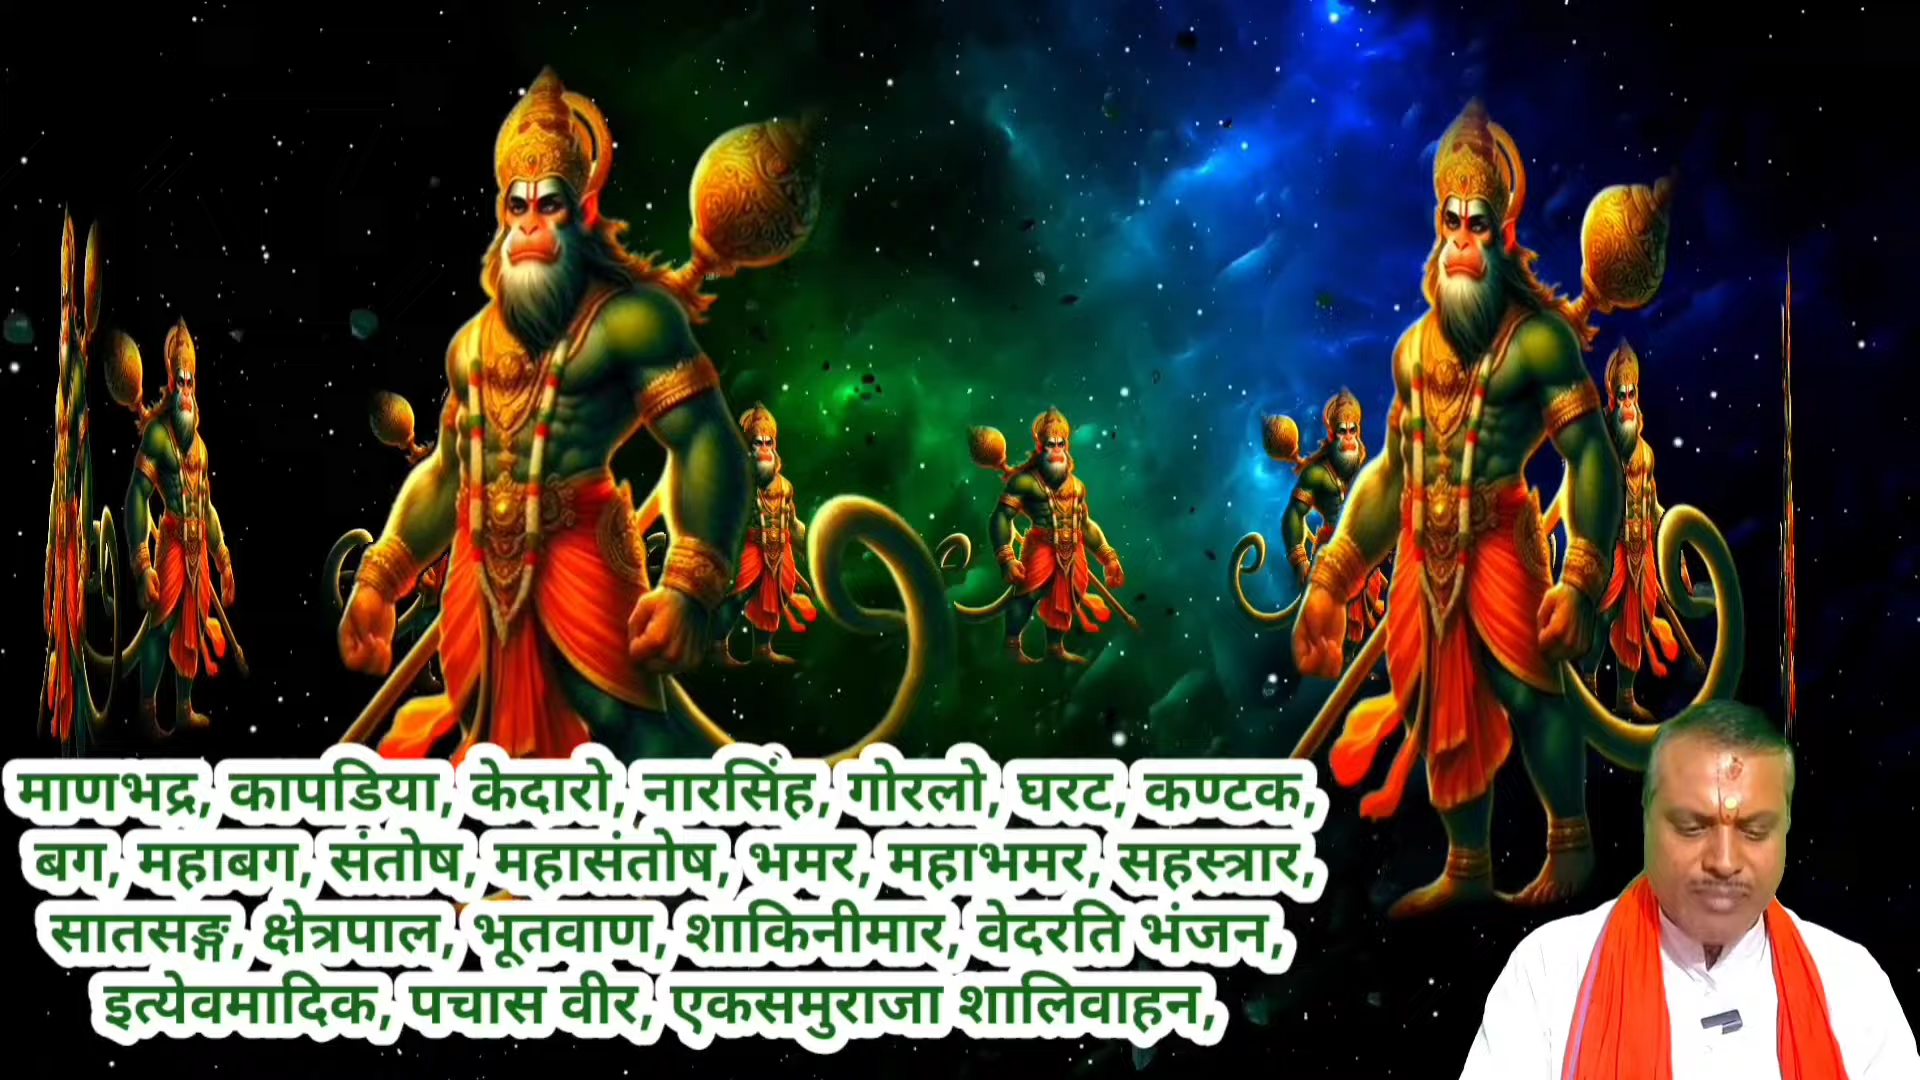 माणभद्र, कापडिया, केदारो, नारसिंँह, गोरलो, घरट, कण्टक,
बग, महाबग, संतोष, महासंतोष, भमर, महाभमर, सहस्त्रार,
सातसङ्ग, क्षेत्रपाल, भूतवाण, शाकिनीमार, वेदरति भंजन,
इत्येवमादिक, पचास वीर, एकसमुराजा शालिवाहन,